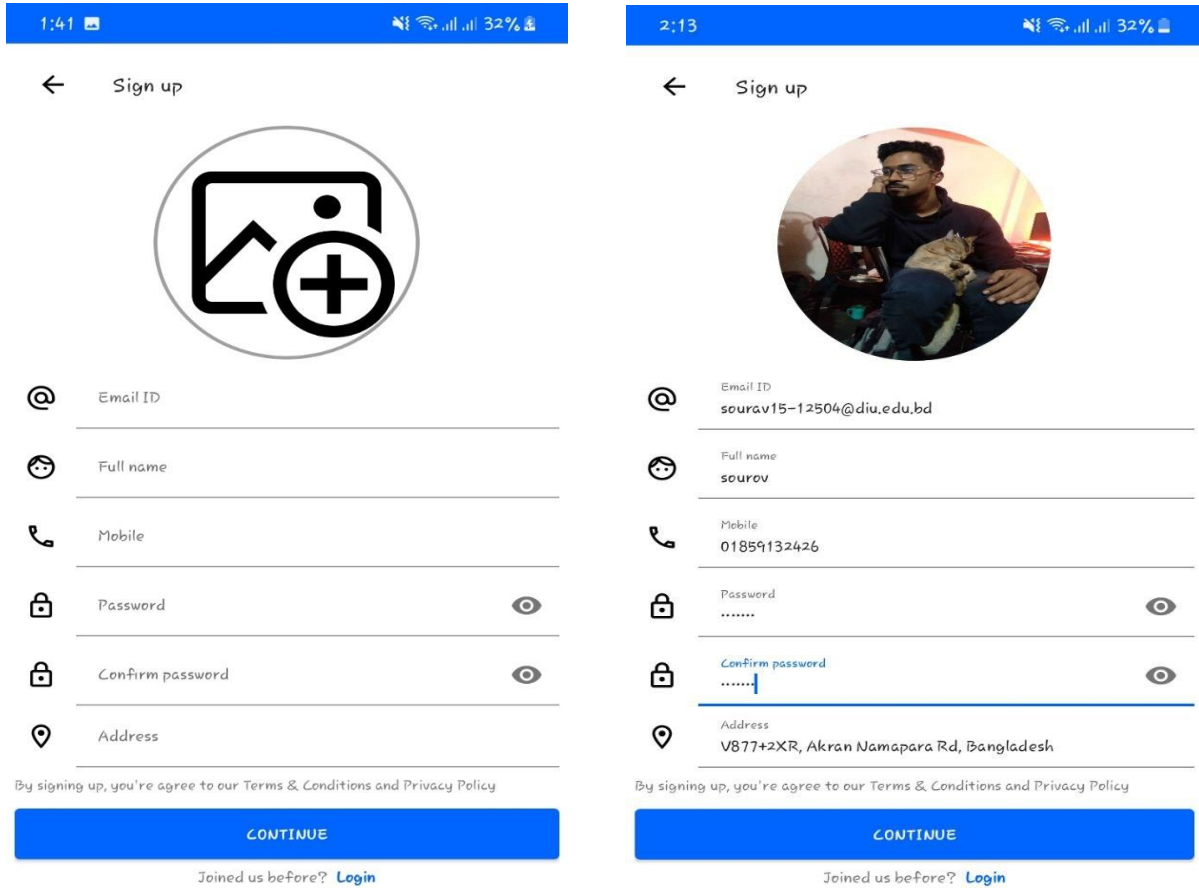 1:41 32%
Sign up
Email ID
Full name
Mobile
Password
Confirm password
Address
By signing up, you're agree to our Terms & Conditions and Privacy Policy
CONTINUE
Joined us before? Login
2:13 32%
Sign up
Email ID
sourav15-12504@diu.edu.bd
Full name
sourov
Mobile
01859132426
Password
.......
Confirm password
.......
Address
V877+2XR, Akran Namapara Rd, Bangladesh
By signing up, you're agree to our Terms & Conditions and Privacy Policy
CONTINUE
Joined us before? Login